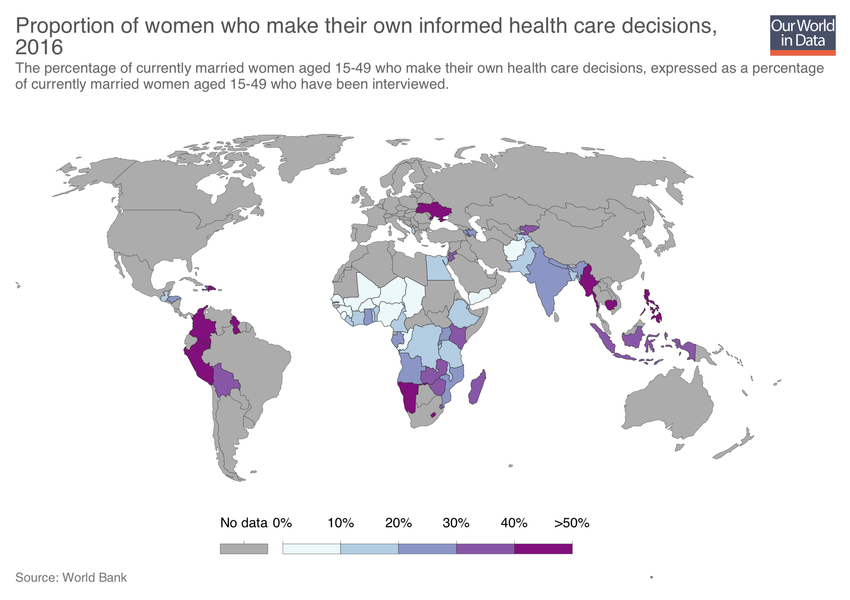 Proportion of women who make their own informed health care decisions,
2016
Our World
in Data
The percentage of currently married women aged 15-49 who make their own health care decisions, expressed as a percentage
of currently married women aged 15-49 who have been interviewed.
No data 0% 10% 20% 30% 40% >50%
Source: World Bank